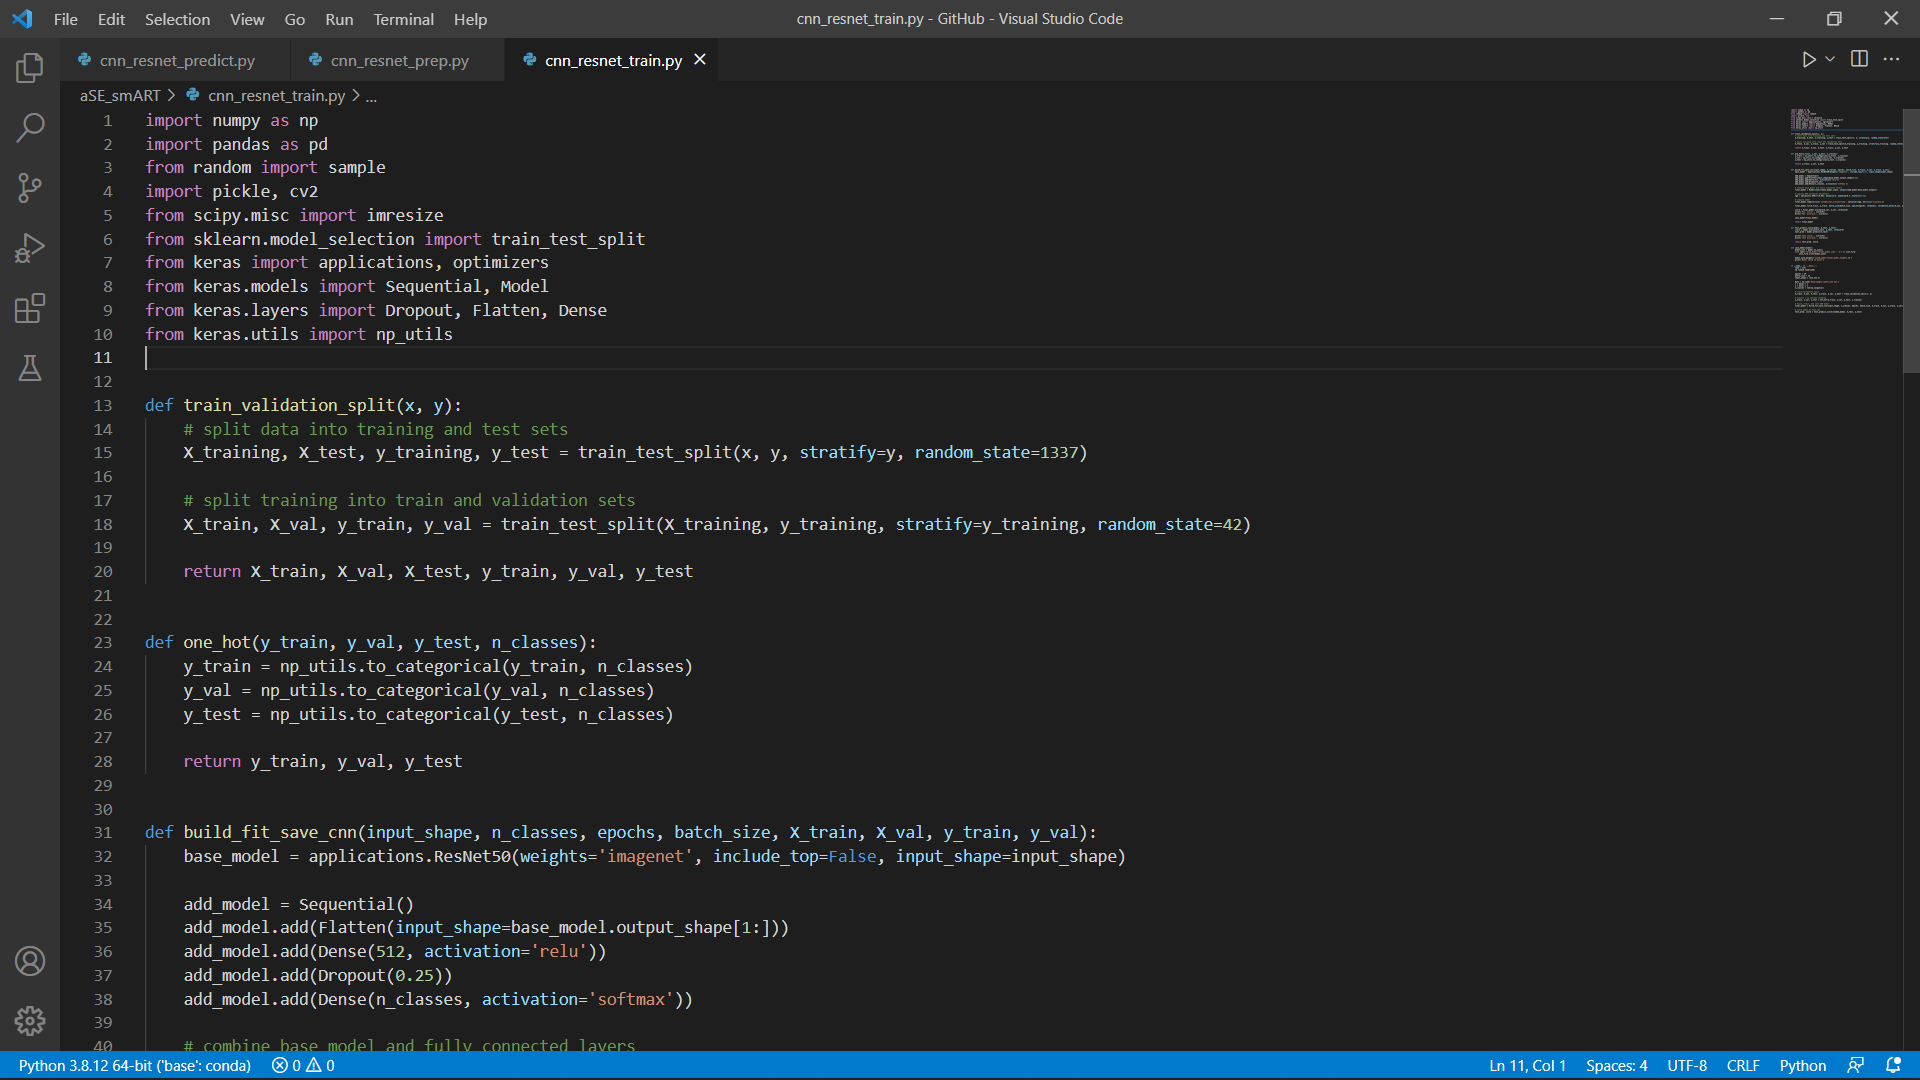 File Edit Selection View Go Run Terminal Help
cnn_resnet_train.py - GitHub - Visual Studio Code
cnn_resnet_predict.py
cnn_resnet_prep.py
cnn_resnet_train.py
aSE_smART > cnn_resnet_train.py > ...
1 import numpy as np
2 import pandas as pd
3 from random import sample
4 import pickle, cv2
5 from scipy.misc import imresize
6 from sklearn.model_selection import train_test_split
7 from keras import applications, optimizers
8 from keras.models import Sequential, Model
9 from keras.layers import Dropout, Flatten, Dense
10 from keras.utils import np_utils
11
12
13 def train_validation_split(x, y):
14     # split data into training and test sets
15     X_training, X_test, y_training, y_test = train_test_split(x, y, stratify=y, random_state=1337)
16
17     # split training into train and validation sets
18     X_train, X_val, y_train, y_val = train_test_split(X_training, y_training, stratify=y_training, random_state=42)
19
20     return X_train, X_val, X_test, y_train, y_val, y_test
21
22
23 def one_hot(y_train, y_val, y_test, n_classes):
24     y_train = np_utils.to_categorical(y_train, n_classes)
25     y_val = np_utils.to_categorical(y_val, n_classes)
26     y_test = np_utils.to_categorical(y_test, n_classes)
27
28     return y_train, y_val, y_test
29
30
31 def build_fit_save_cnn(input_shape, n_classes, epochs, batch_size, X_train, X_val, y_train, y_val):
32     base_model = applications.ResNet50(weights='imagenet', include_top=False, input_shape=input_shape)
33
34     add_model = Sequential()
35     add_model.add(Flatten(input_shape=base_model.output_shape[1:]))
36     add_model.add(Dense(512, activation='relu'))
37     add_model.add(Dropout(0.25))
38     add_model.add(Dense(n_classes, activation='softmax'))
39
40     # combine base model and fully connected layers
Python 3.8.12 64-bit ('base': conda) 0 0 Ln 11, Col 1 Spaces: 4 UTF-8 CRLF Python